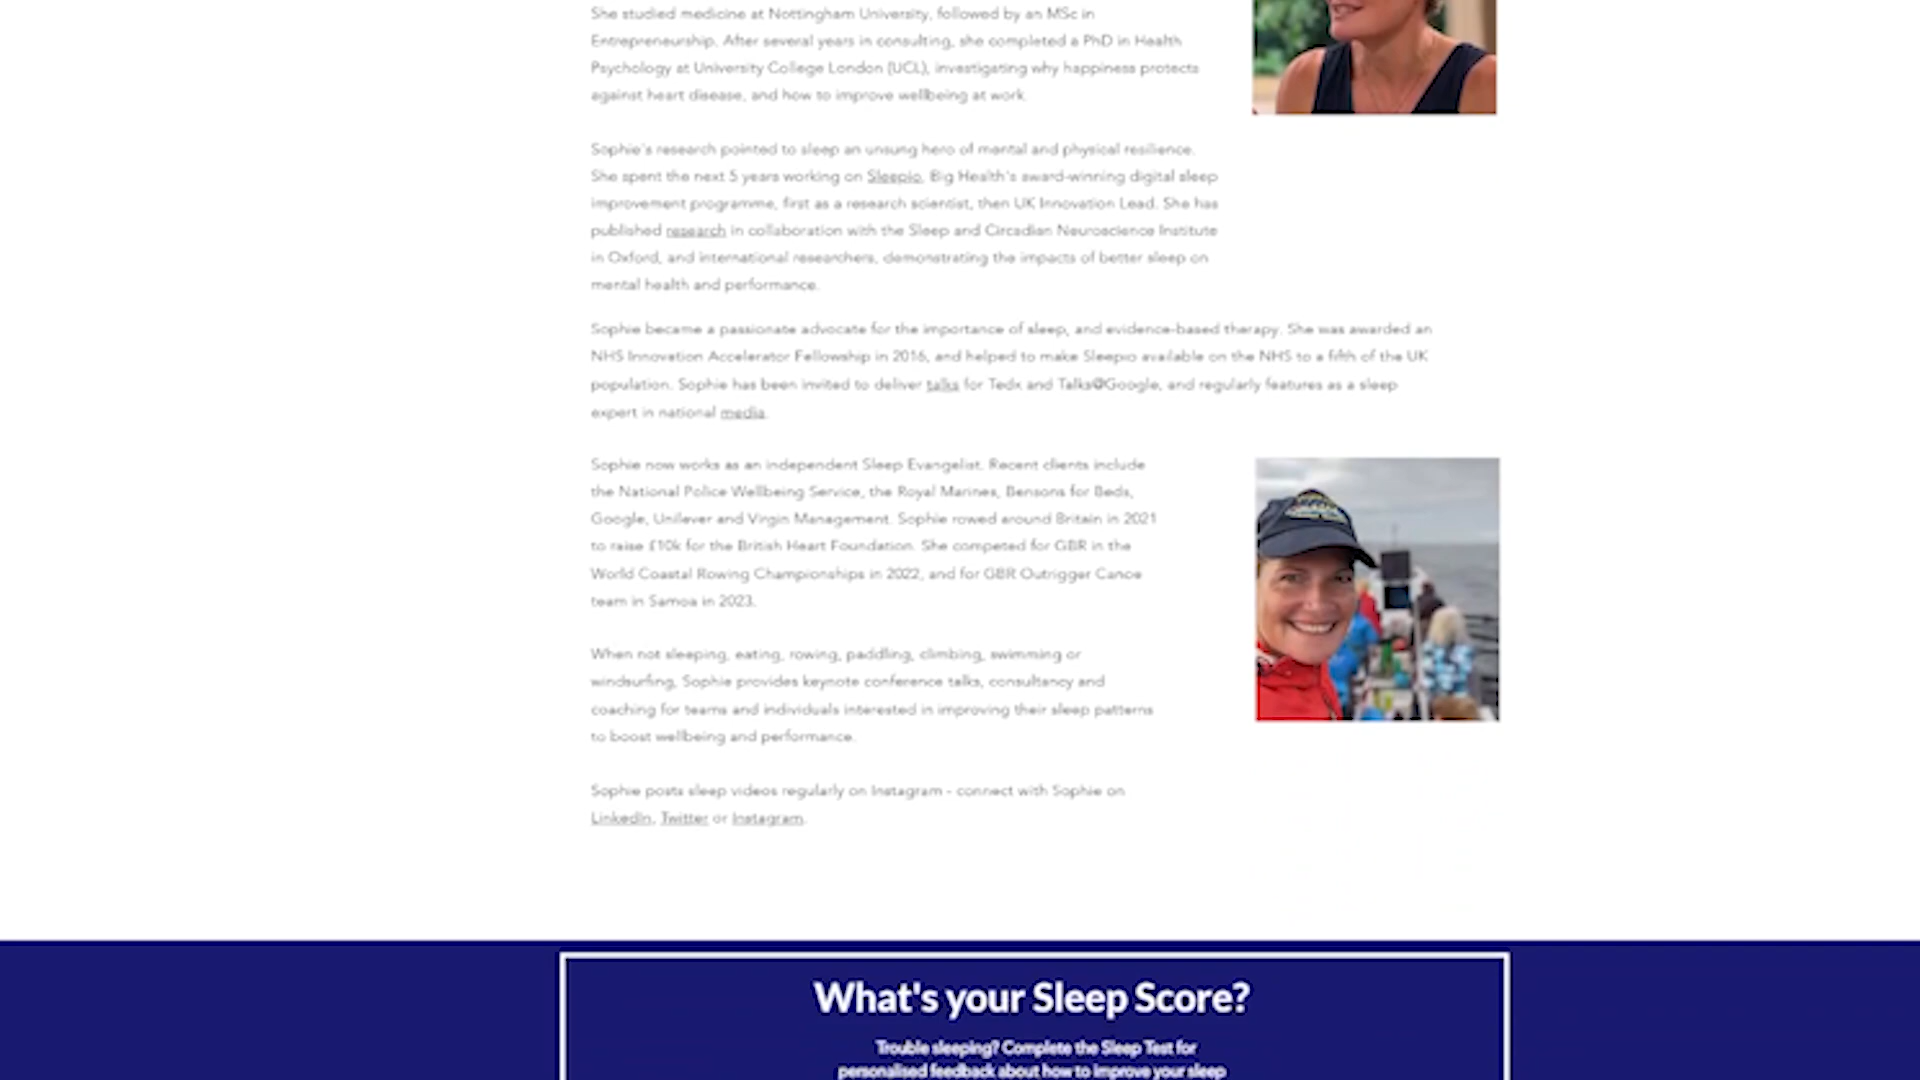 She studied medicine at Nottingham University, followed by an MSc in
Entrepreneurship. After several years in consulting, she completed a PhD in Health
Psychology at University College London (UCL), investigating why happiness protects
against heart disease, and how to improve wellbeing at work.
Sophie's research pointed to sleep an unsung hero of mental and physical resilience.
She spent the next 5 years working on Sleepio, Big Health's award-winning digital sleep
improvement programme, first as a research scientist, then UK Innovation Lead. She has
published research in collaboration with the Sleep and Circadian Neuroscience Institute
in Oxford, and international researchers, demonstrating the impacts of better sleep on
mental health and performance.
Sophie became a passionate advocate for the importance of sleep, and evidence-based therapy. She was awarded an
NHS Innovation Accelerator Fellowship in 2016, and helped to make Sleepio available on the NHS to a fifth of the UK
population. Sophie has been invited to deliver talks for Tedx and Talks@Google, and regularly features as a sleep
expert in national media.
Sophie now works as an independent Sleep Evangelist. Recent clients include
the National Police Wellbeing Service, the Royal Marines, Bensons for Beds,
Google, Unilever and Virgin Management. Sophie rowed around Britain in 2021
to raise £10k for the British Heart Foundation. She competed for GBR in the
World Coastal Rowing Championships in 2022, and for GBR Outrigger Canoe
team in Samoa in 2023.
When not sleeping, eating, rowing, paddling, climbing, swimming or
windsurfing, Sophie provides keynote conference talks, consultancy and
coaching for teams and individuals interested in improving their sleep patterns
to boost wellbeing and performance.
Sophie posts sleep videos regularly on Instagram - connect with Sophie on
LinkedIn, Twitter or Instagram.
What's your Sleep Score?
Trouble sleeping? Complete the Sleep Test for
personalised feedback about how to improve your sleep